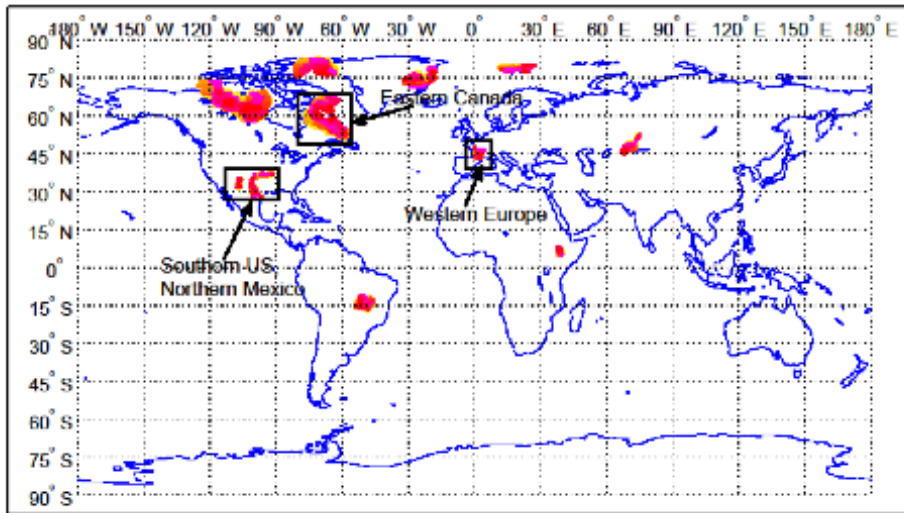 180° W 150° W 120° W 90° W 60° W 30° W 0° 30° E 60° E 90° E 120° E 150° E 180° E
90° N
75° N
60° N
45° N
30° N
15° N
0°
15° S
30° S
45° S
60° S
75° S
90° S
Eastern Canada
Western Europe
Southorn US,
Northern Mexico